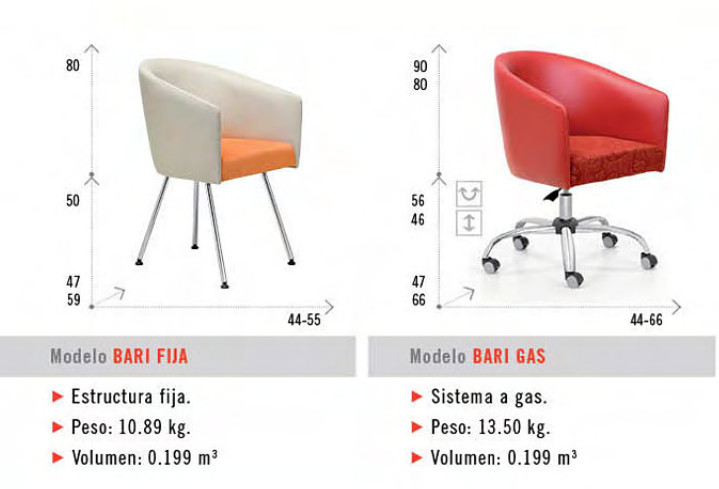 80
50
47
59
44-55
Modelo BARI FIJA
► Estructura fija.
► Peso: 10.89 kg.
► Volumen: 0.199 m³
90
80
56
46
47
66
44-66
Modelo BARI GAS
► Sistema a gas.
► Peso: 13.50 kg.
► Volumen: 0.199 m³